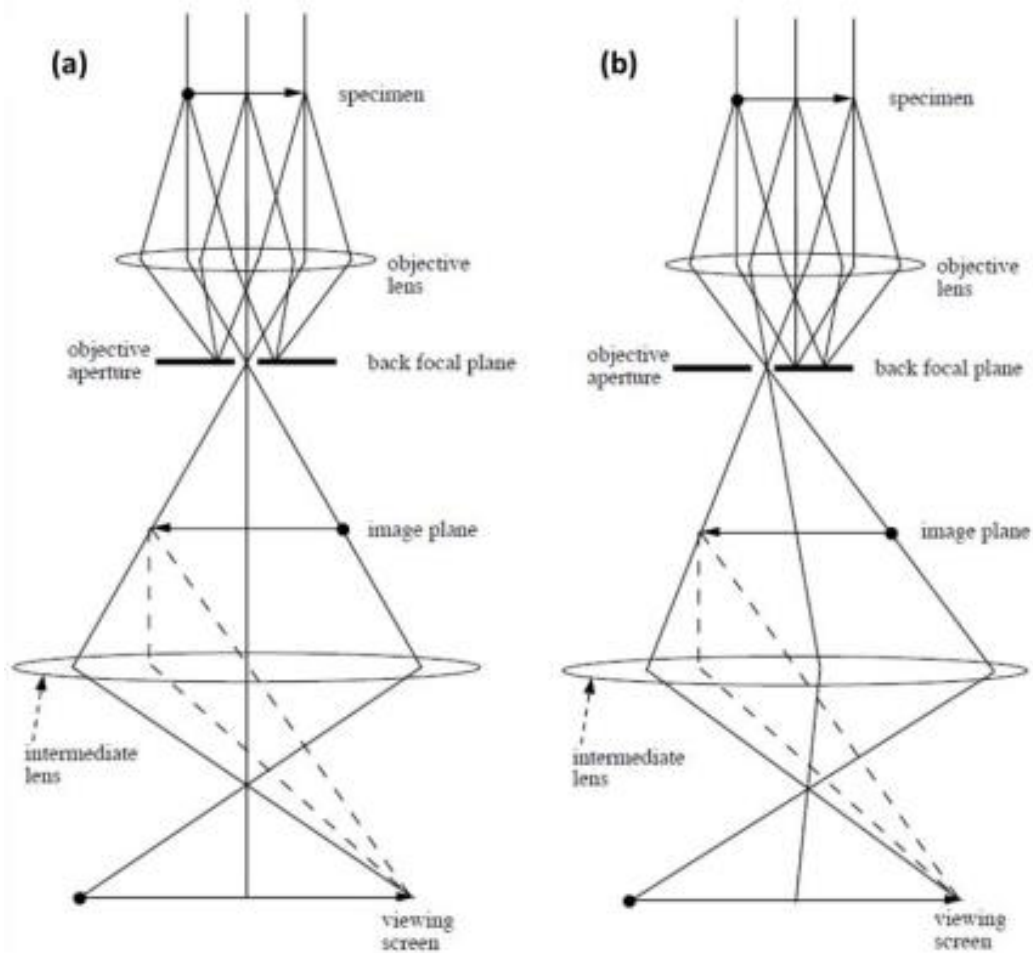 (a)
specimen
objective
lens
objective
aperture
back focal plane
image plane
intermediate
lens
viewing
screen
(b)
specimen
objective
lens
objective
aperture
back focal plane
image plane
intermediate
lens
viewing
screen